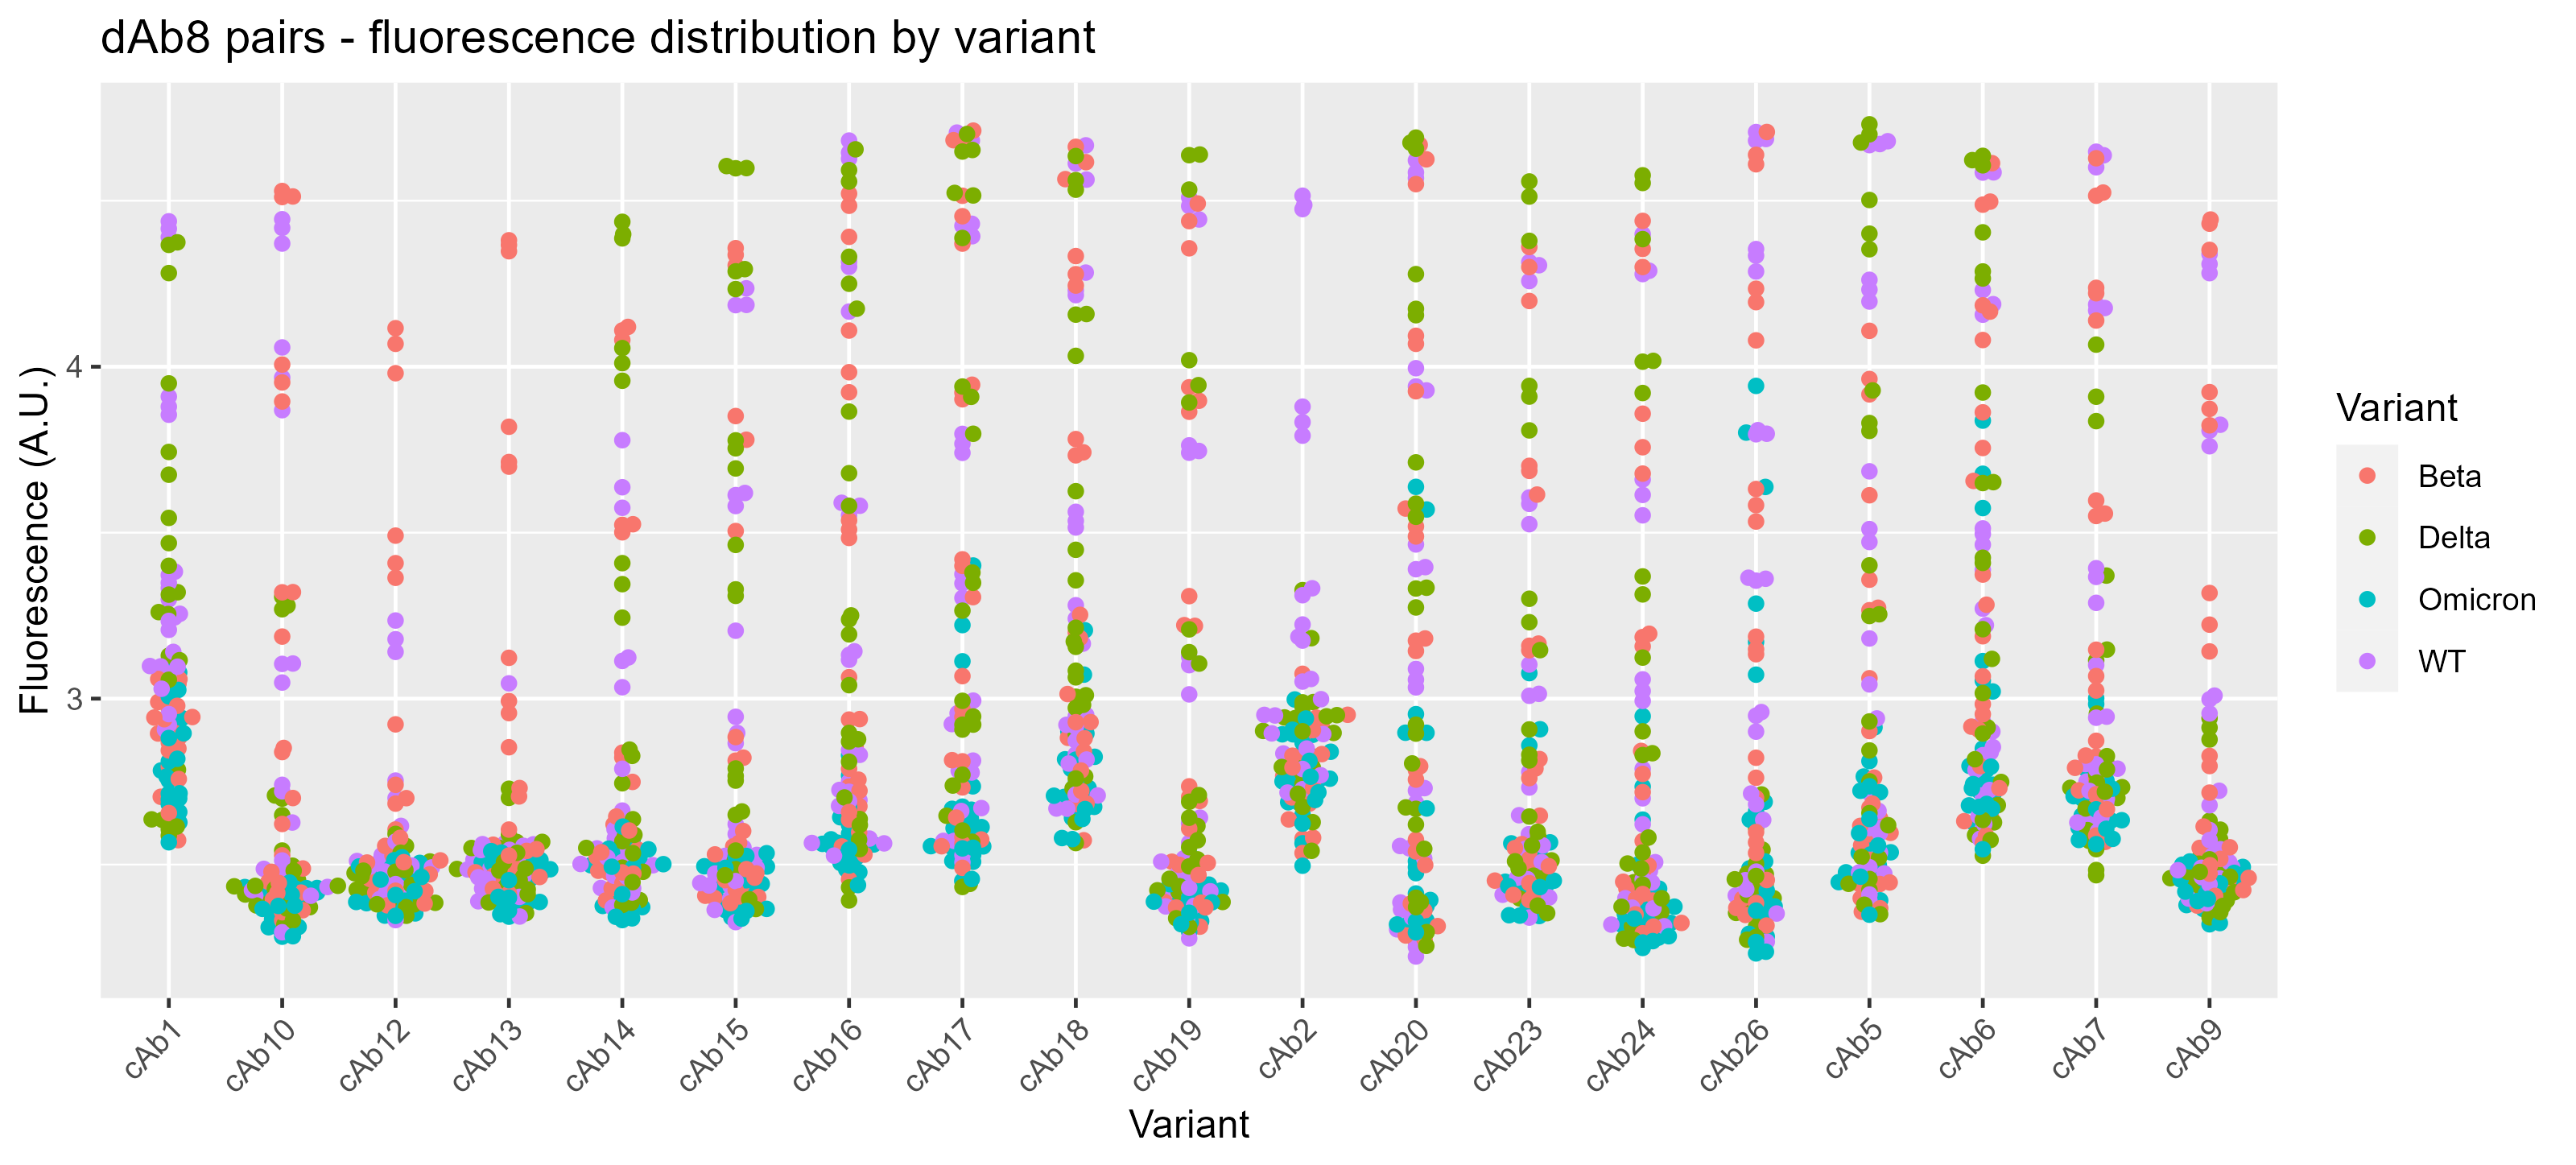 dAb8 pairs - fluorescence distribution by variant
Fluorescence (A.U.)
4
3
cAb1 cAb10 cAb12 cAb13 cAb14 cAb15 cAb16 cAb17 cAb18 cAb19 cAb2 cAb20 cAb23 cAb24 cAb26 cAb5 cAb6 cAb7 cAb9
Variant
Variant
Beta
Delta
Omicron
WT